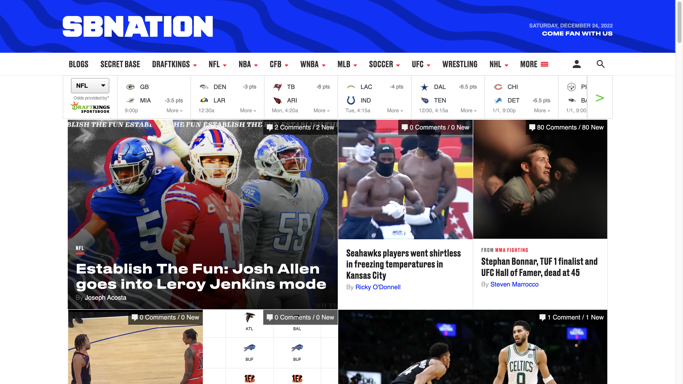 SBNATION
SATURDAY, DECEMBER 24, 2022
COME FAN WITH US
BLOGS SECRET BASE DRAFTKINGS NFL NBA CFB WNBA MLB SOCCER UFC WRESTLING NHL MORE
NFL
Odds provided by*
DRAFTKINGS
SPORTSBOOK
GB
MIA -3.5 pts
9:00p More
DEN -3 pts
LAR
12:30a More
TB -8 pts
ARI
Mon, 4:20a More
LAC -4 pts
IND
Tue, 4:15a More
DAL -8.5 pts
TEN
12/30, 4:15a More
CHI
DET -6.5 pts
1/1, 9:00p More
1/1, 9:00
>
2 Comments / 2 New
NFL
Establish The Fun: Josh Allen
goes into Leroy Jenkins mode
By Joseph Acosta
0 Comments / 0 New
Seahawks players went shirtless
in freezing temperatures in
Kansas City
By Ricky O'Donnell
80 Comments / 80 New
FROM MMA FIGHTING
Stephan Bonnar, TUF 1 finalist and
UFC Hall of Famer, dead at 45
By Steven Marrocco
0 Comments / 0 New
0 Comments / 0 New
ATL BAL
BUF BUF
1 Comment / 1 New
CELTICS
0